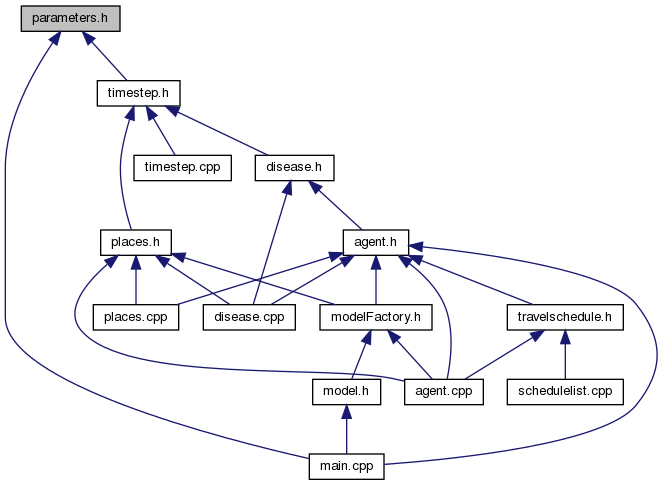 parameters.h
timestep.h
timestep.cpp
disease.h
places.h
agent.h
places.cpp
disease.cpp
modelFactory.h
travelschedule.h
model.h
agent.cpp
schedulelist.cpp
main.cpp